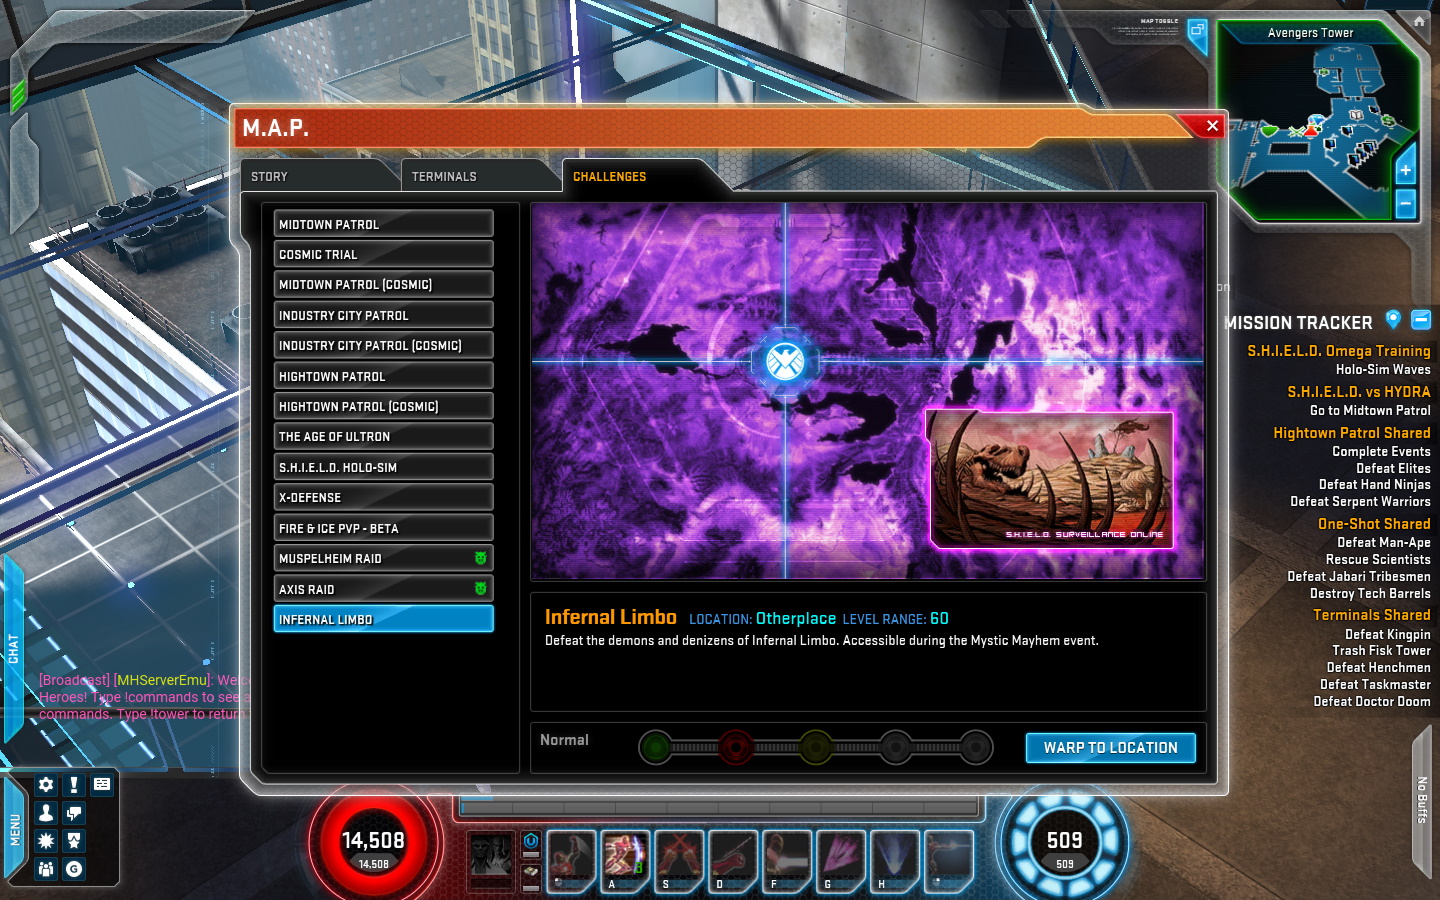 MAP TOGGLE
Avengers Tower
M.A.P.
STORY
TERMINALS
CHALLENGES
MIDTOWN PATROL
COSMIC TRIAL
MIDTOWN PATROL (COSMIC)
INDUSTRY CITY PATROL
INDUSTRY CITY PATROL (COSMIC)
HIGHTOWN PATROL
HIGHTOWN PATROL (COSMIC)
THE AGE OF ULTRON
S.H.I.E.L.D. HOLO-SIM
X-DEFENSE
FIRE & ICE PVP - BETA
MUSPELHEIM RAID
AXIS RAID
INFERNAL LIMBO
S.H.I.E.L.D. SURVEILLANCE ONLINE
Infernal Limbo LOCATION: Otherplace LEVEL RANGE: 60
Defeat the demons and denizens of Infernal Limbo. Accessible during the Mystic Mayhem event.
Normal
WARP TO LOCATION
on
MISSION TRACKER
S.H.I.E.L.D. Omega Training
Holo-Sim Waves
S.H.I.E.L.D. vs HYDRA
Go to Midtown Patrol
Hightown Patrol Shared
Complete Events
Defeat Elites
Defeat Hand Ninjas
Defeat Serpent Warriors
One-Shot Shared
Defeat Man-Ape
Rescue Scientists
Defeat Jabari Tribesmen
Destroy Tech Barrels
Terminals Shared
Defeat Kingpin
Trash Fisk Tower
Defeat Henchmen
Defeat Taskmaster
Defeat Doctor Doom
CHAT
[Broadcast] [MHServerEmu]: Welc
Heroes! Type !commands to see a
commands. Type !tower to return
MENU
G
14,508
14,508
A
8
S
D
F
G
H
509
509
No Buffs